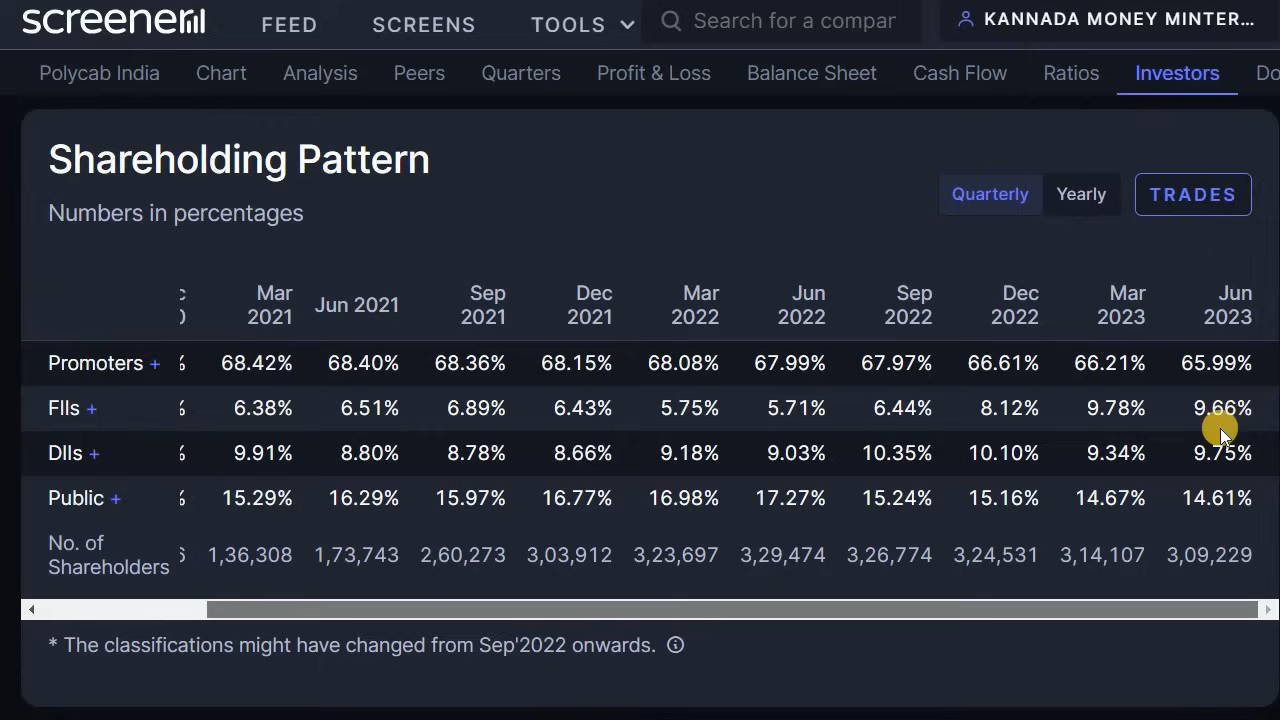 screener
FEED SCREENS TOOLS Search for a compar KANNADA MONEY MINTER...
Polycab India Chart Analysis Peers Quarters Profit & Loss Balance Sheet Cash Flow Ratios Investors Do
Shareholding Pattern
Numbers in percentages
Quarterly Yearly TRADES
Mar 2021 Jun 2021 Sep 2021 Dec 2021 Mar 2022 Jun 2022 Sep 2022 Dec 2022 Mar 2023 Jun 2023
Promoters + % 68.42% 68.40% 68.36% 68.15% 68.08% 67.99% 67.97% 66.61% 66.21% 65.99%
FIIs + % 6.38% 6.51% 6.89% 6.43% 5.75% 5.71% 6.44% 8.12% 9.78% 9.66%
DIIs + % 9.91% 8.80% 8.78% 8.66% 9.18% 9.03% 10.35% 10.10% 9.34% 9.75%
Public + % 15.29% 16.29% 15.97% 16.77% 16.98% 17.27% 15.24% 15.16% 14.67% 14.61%
No. of Shareholders 6 1,36,308 1,73,743 2,60,273 3,03,912 3,23,697 3,29,474 3,26,774 3,24,531 3,14,107 3,09,229
* The classifications might have changed from Sep'2022 onwards.